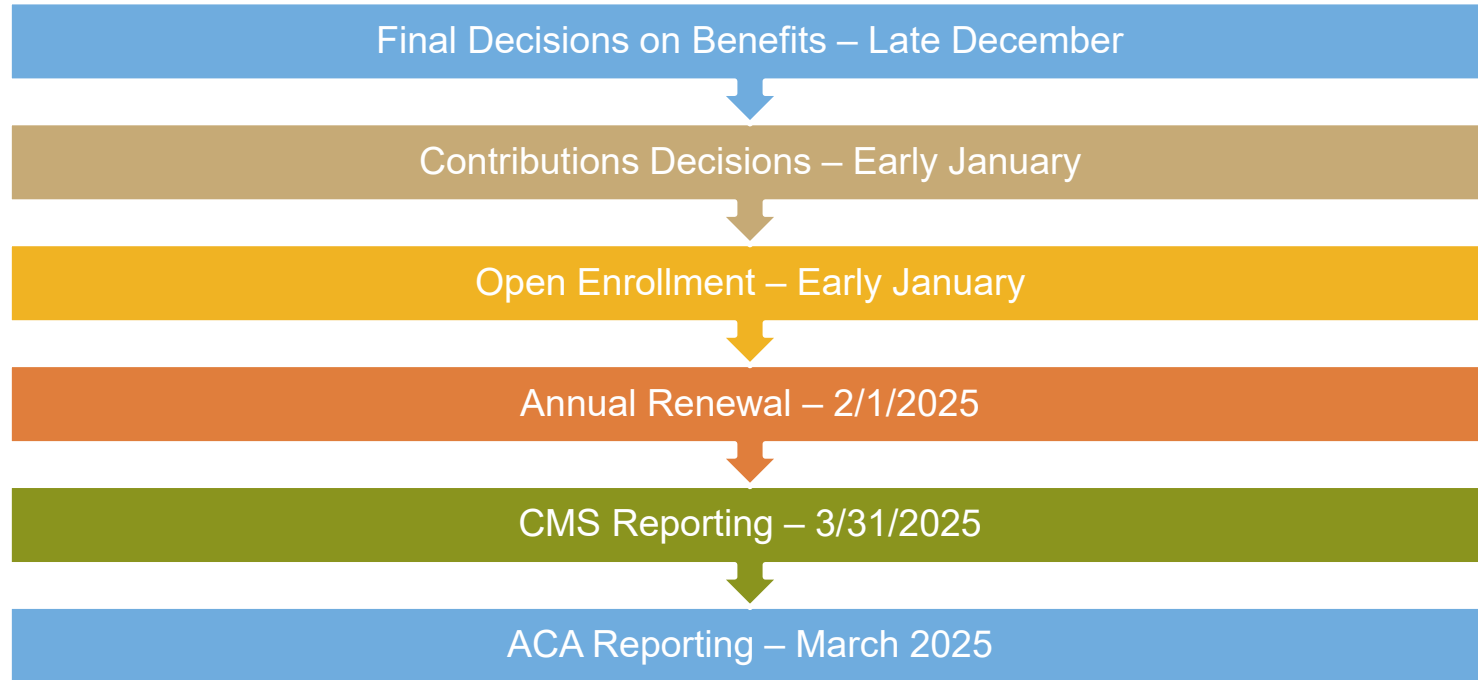 Final Decisions on Benefits – Late December
Contributions Decisions – Early January
Open Enrollment – Early January
Annual Renewal – 2/1/2025
CMS Reporting – 3/31/2025
ACA Reporting – March 2025